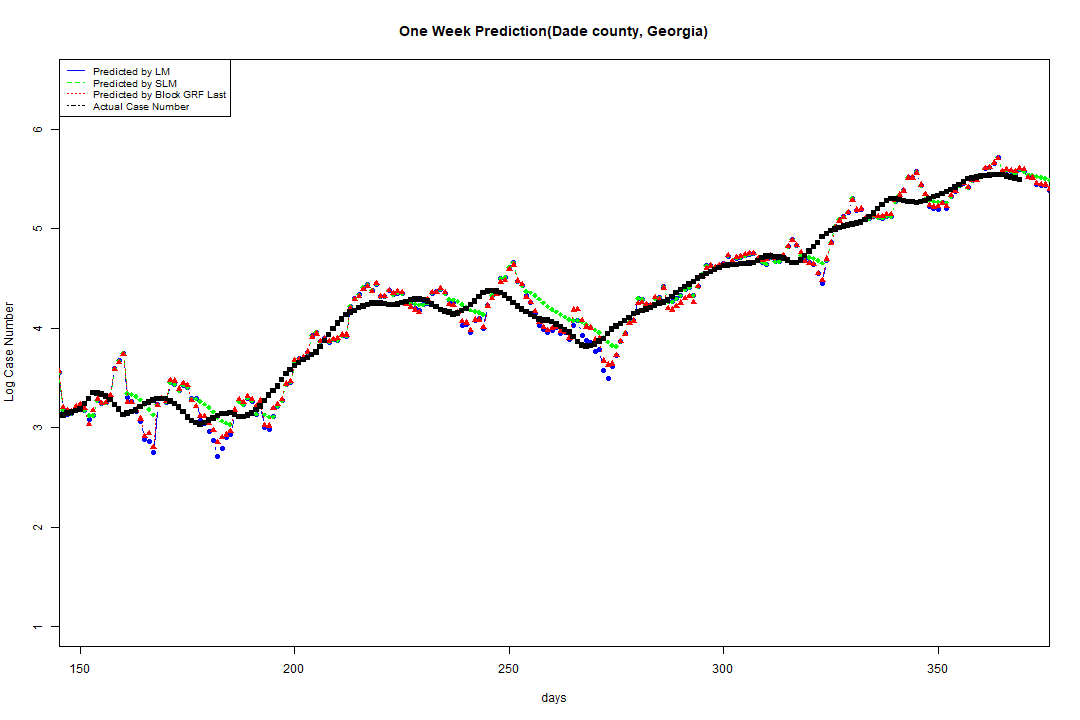 One Week Prediction(Dade county, Georgia)
Predicted by LM
Predicted by SLM
Predicted by Block GRF Last
Actual Case Number
Log Case Number
6
5
4
3
2
1
150 200 250 300 350
days